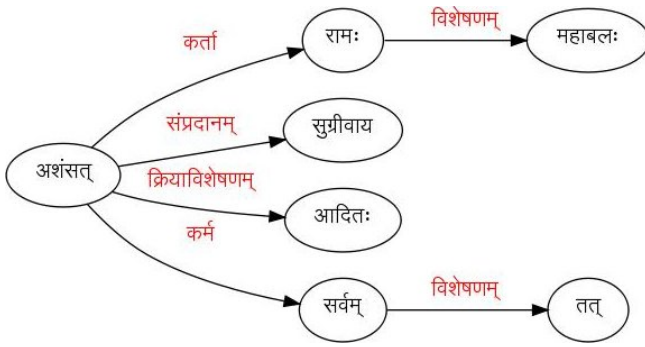 कर्ता
रामः
विशेषणम्
महाबलः
संप्रदानम्
सुग्रीवाय
अशंसत्
क्रियाविशेषणम्
आदितः
कर्म
सर्वम्
विशेषणम्
तत्